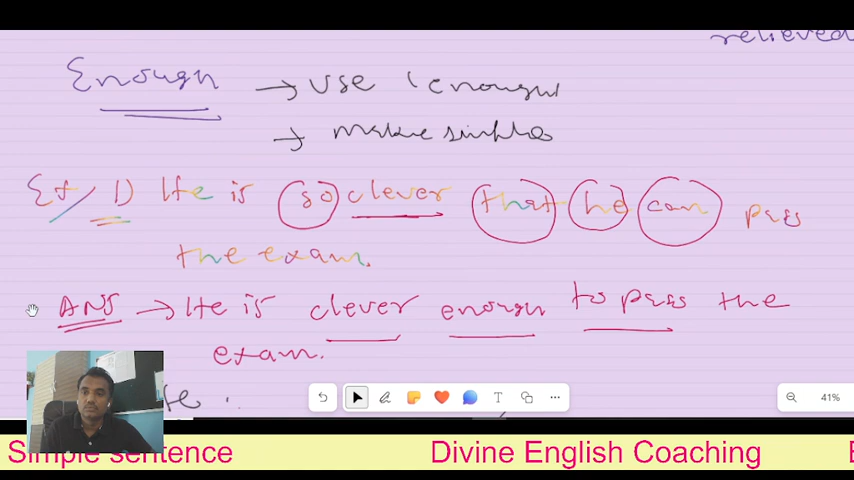 relieved
Enough → use 'enough
→ make simple
Ex/ 1) He is so clever that he can pass
the exam.
ANS → He is clever enough to pass the
exam.
41%
Simple sentence Divine English Coaching E